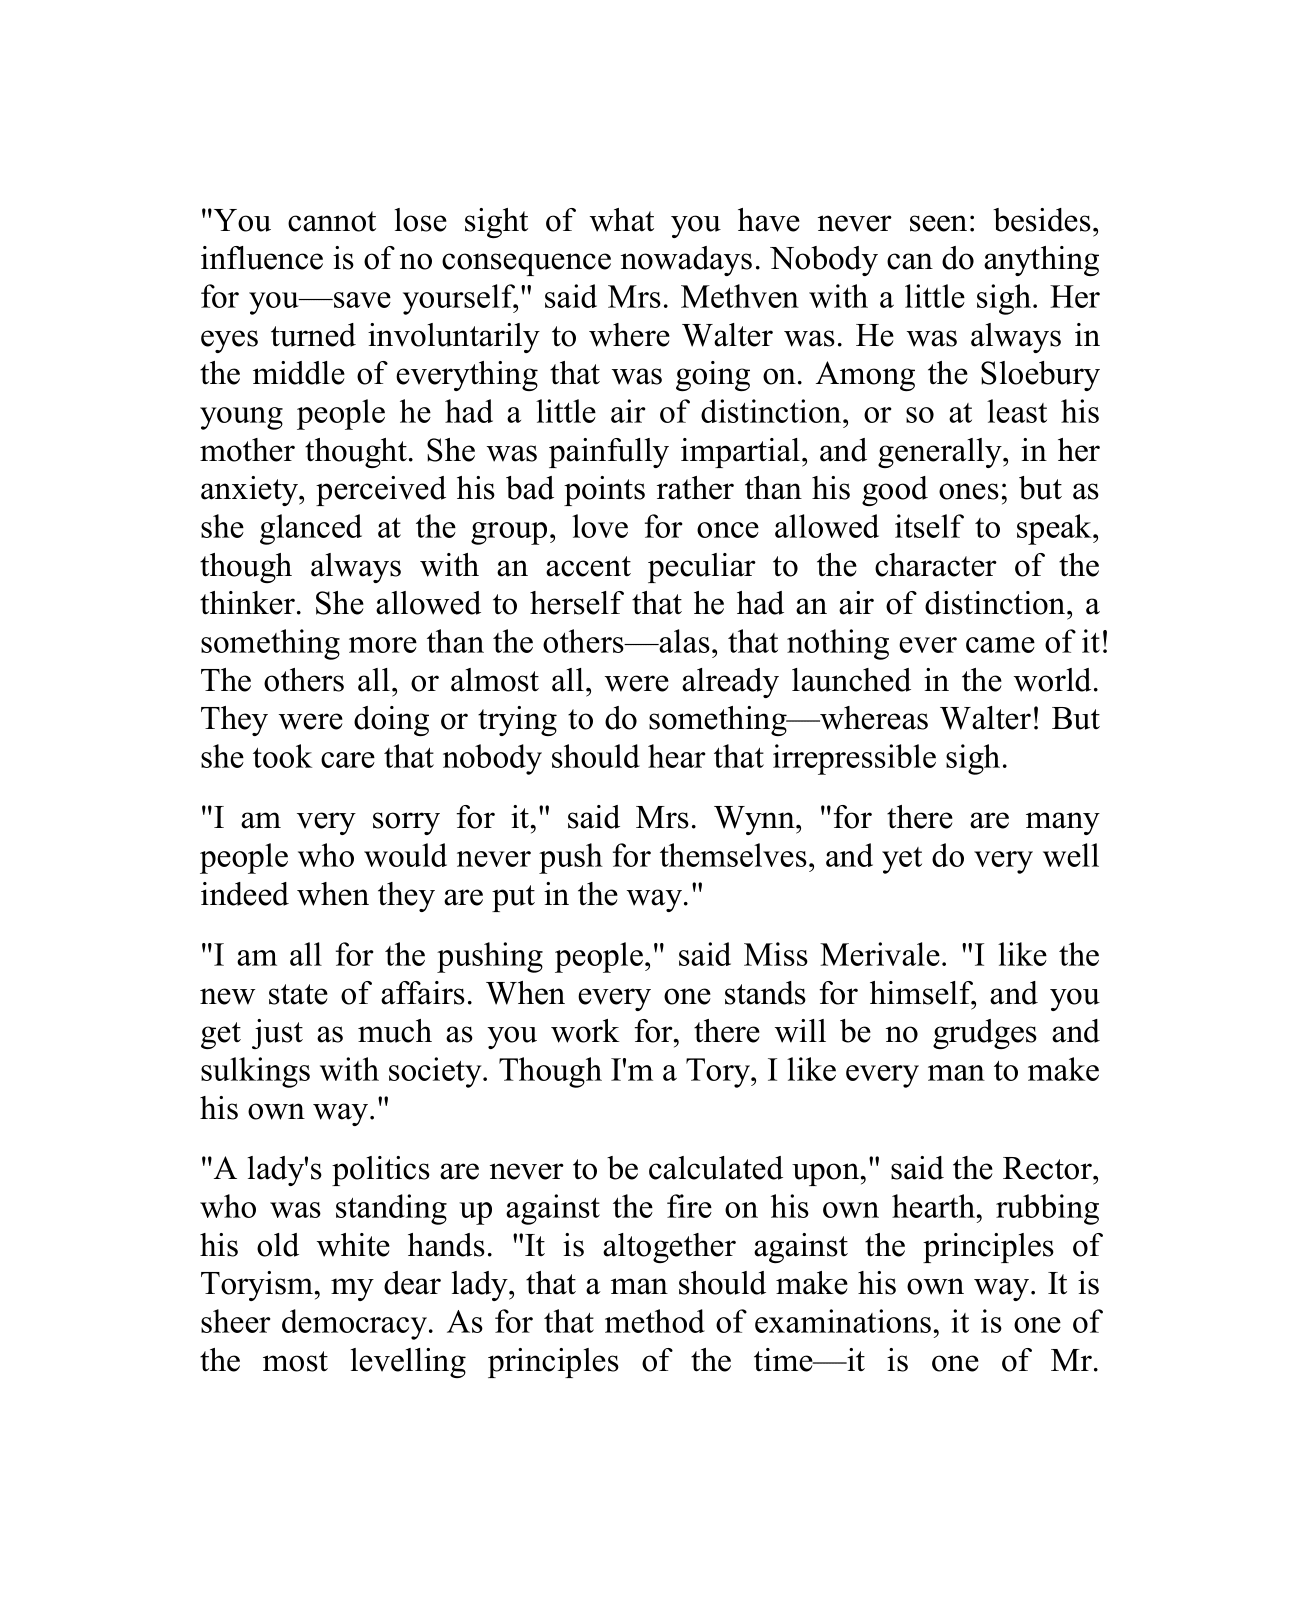 "You cannot lose sight of what you have never seen: besides,
influence is of no consequence nowadays. Nobody can do anything
for you—save yourself," said Mrs. Methven with a little sigh. Her
eyes turned involuntarily to where Walter was. He was always in
the middle of everything that was going on. Among the Sloebury
young people he had a little air of distinction, or so at least his
mother thought. She was painfully impartial, and generally, in her
anxiety, perceived his bad points rather than his good ones; but as
she glanced at the group, love for once allowed itself to speak,
though always with an accent peculiar to the character of the
thinker. She allowed to herself that he had an air of distinction, a
something more than the others—alas, that nothing ever came of it!
The others all, or almost all, were already launched in the world.
They were doing or trying to do something—whereas Walter! But
she took care that nobody should hear that irrepressible sigh.
"I am very sorry for it," said Mrs. Wynn, "for there are many
people who would never push for themselves, and yet do very well
indeed when they are put in the way."
"I am all for the pushing people," said Miss Merivale. "I like the
new state of affairs. When every one stands for himself, and you
get just as much as you work for, there will be no grudges and
sulkings with society. Though I'm a Tory, I like every man to make
his own way."
"A lady's politics are never to be calculated upon," said the Rector,
who was standing up against the fire on his own hearth, rubbing
his old white hands. "It is altogether against the principles of
Toryism, my dear lady, that a man should make his own way. It is
sheer democracy. As for that method of examinations, it is one of
the most levelling principles of the time—it is one of Mr.